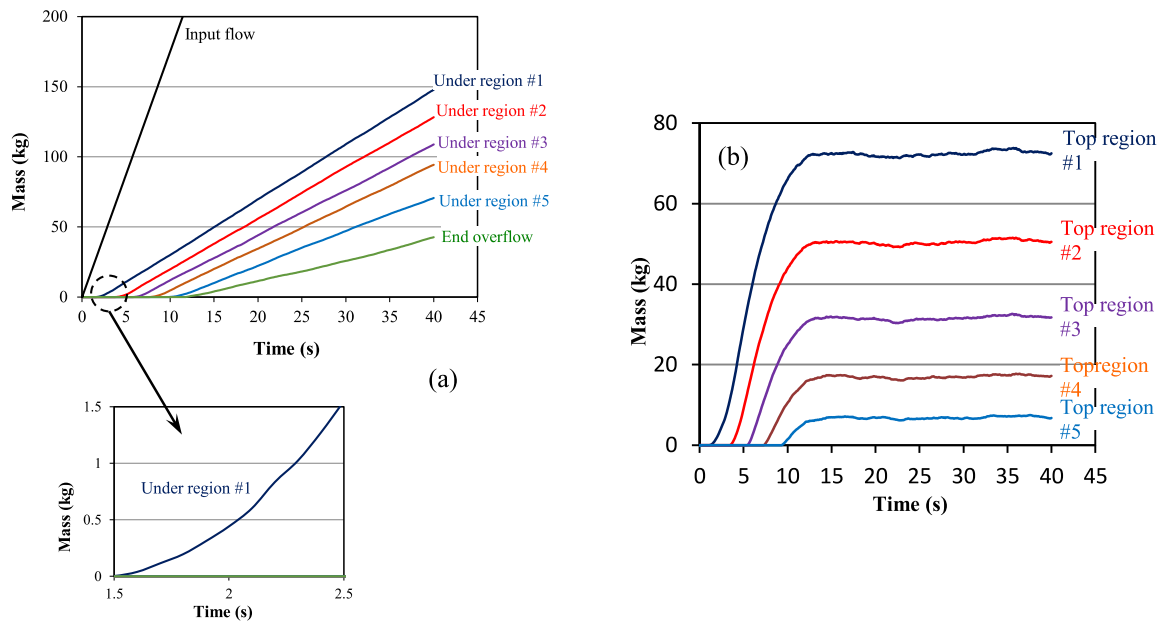 200
150
100
50
0
Mass (kg)
Input flow
Under region #1
Under region #2
Under region #3
Under region #4
Under region #5
End overflow
0 5 10 15 20 25 30 35 40 45
Time (s)
(a)
1.5
1
0.5
0
Mass (kg)
Under region #1
1.5 2 2.5
Time (s)
80
60
40
20
0
Mass (kg)
(b)
Top region
#1
Top region
#2
Top region
#3
Topregion
#4
Top region
#5
0 5 10 15 20 25 30 35 40 45
Time (s)